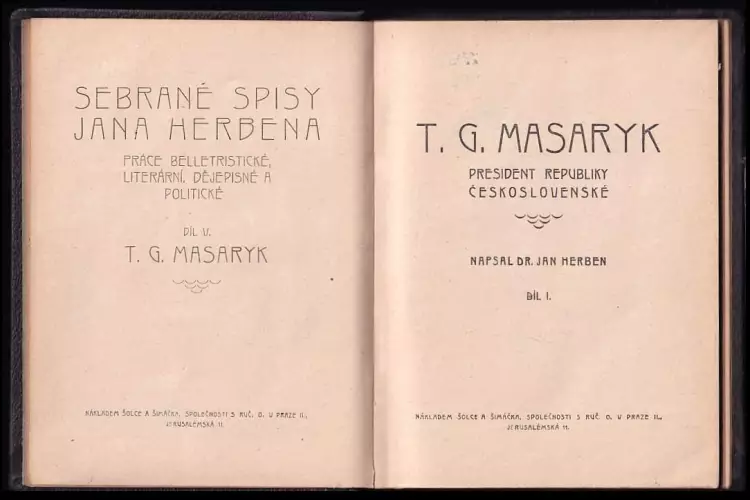 SEBRANÉ SPISY
JANA HERBENA
PRÁCE BELLETRISTICKÉ,
LITERÁRNÍ, DĚJEPISNÉ A
POLITICKÉ
DÍL V.
T. G. MASARYK
NÁKLADEM ŠOLCE A ŠIMÁČKA, SPOLEČNOSTI S RUČ. O. V PRAZE II.,
JERUSALÉMSKÁ 11.
T. G. MASARYK
PRESIDENT REPUBLIKY
ČESKOSLOVENSKÉ
NAPSAL DR. JAN HERBEN
DÍL I.
NÁKLADEM ŠOLCE A ŠIMÁČKA, SPOLEČNOSTI S RUČ. O. V PRAZE II.,
JERUSALÉMSKÁ 11.